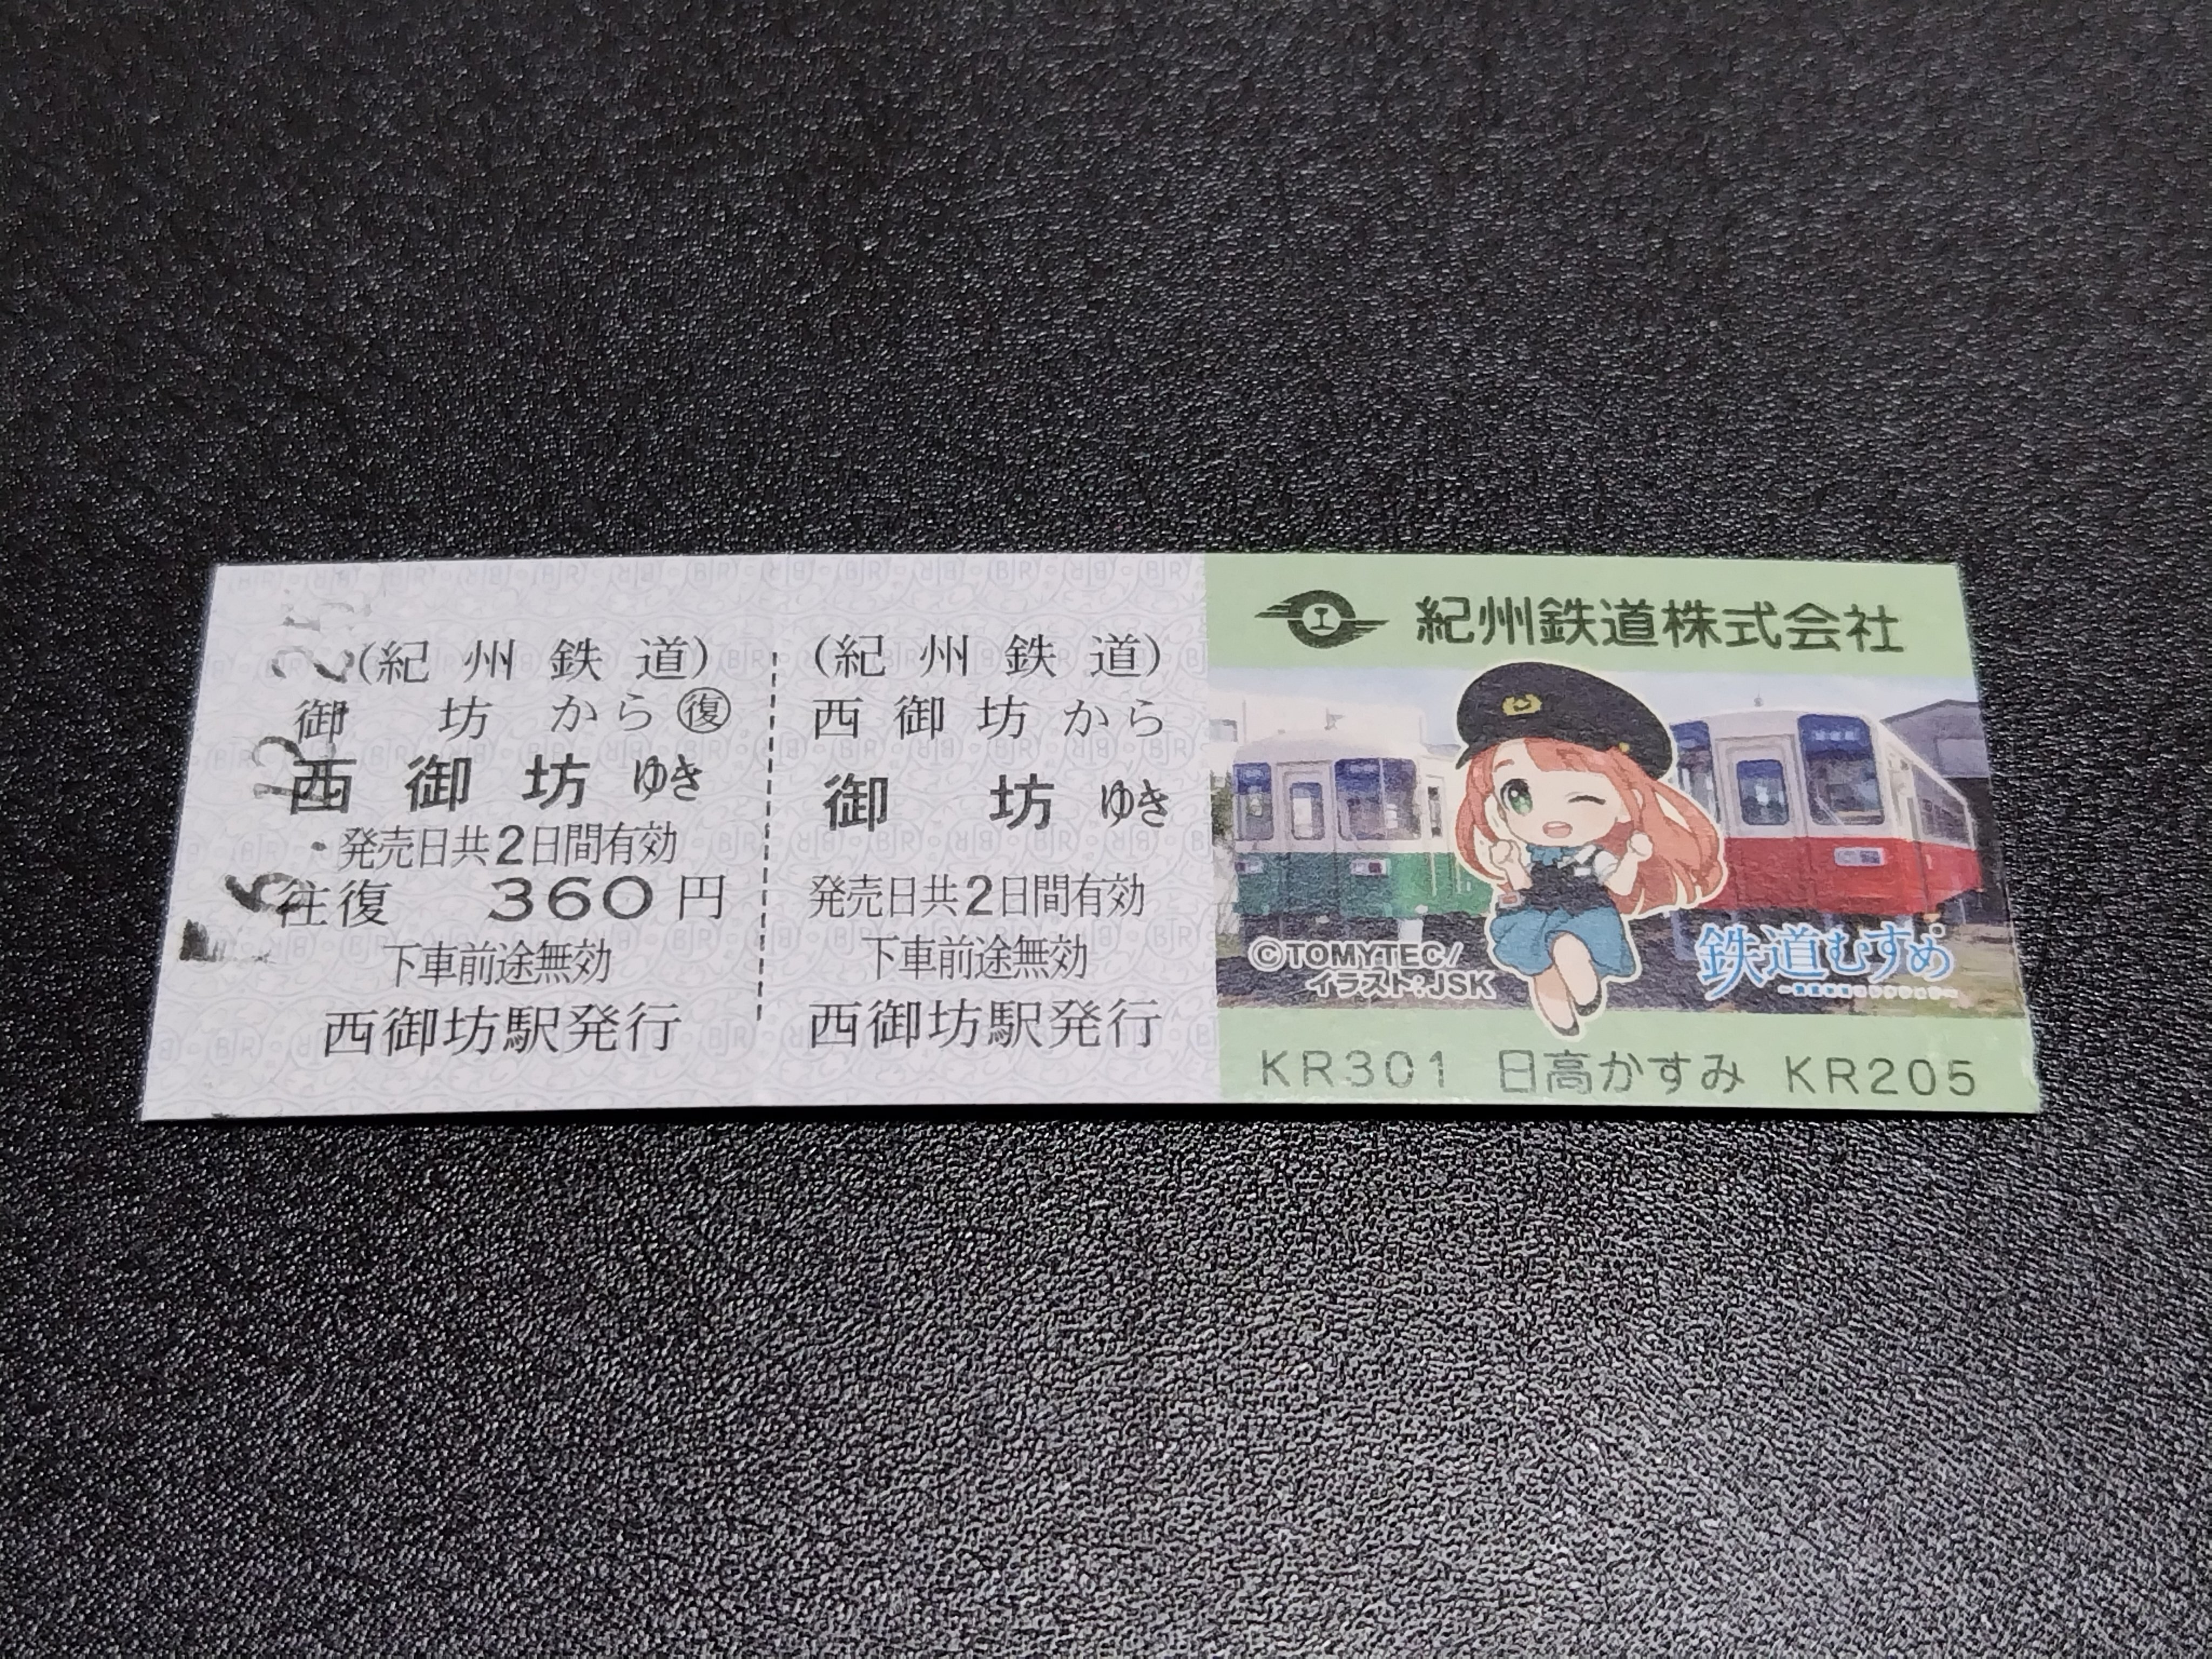 (紀州鉄道)
御坊から㊝
西御坊ゆき
発売日共2日間有効
往復 360円
下車前途無効
西御坊駅発行
(紀州鉄道)
西御坊から
御坊ゆき
発売日共2日間有効
下車前途無効
西御坊駅発行
紀州鉄道株式会社
©TOMYTEC/
イラスト:JSK
鉄道むすめ
KR301 日高かすみ KR205